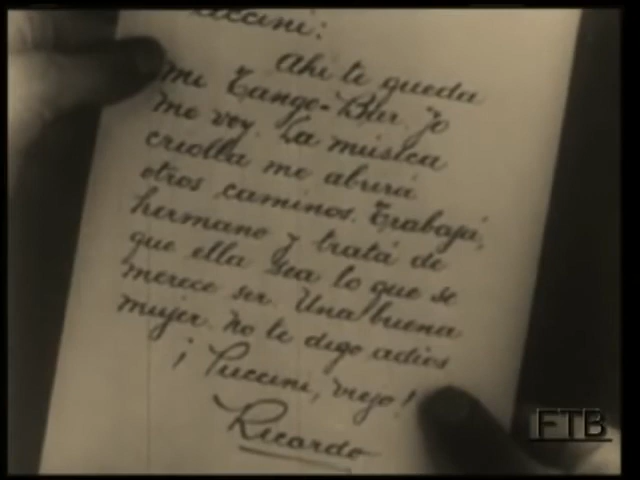 Puccini:
Ahí te queda
mi Tango-Bar. Yo
me voy. La música
criolla me abrirá
otros caminos. Trabajá,
hermano y tratá de
que ella sea lo que se
merece ser. Una buena
mujer. No te digo adios
¡Puccini, viejo!
Ricardo
FTB